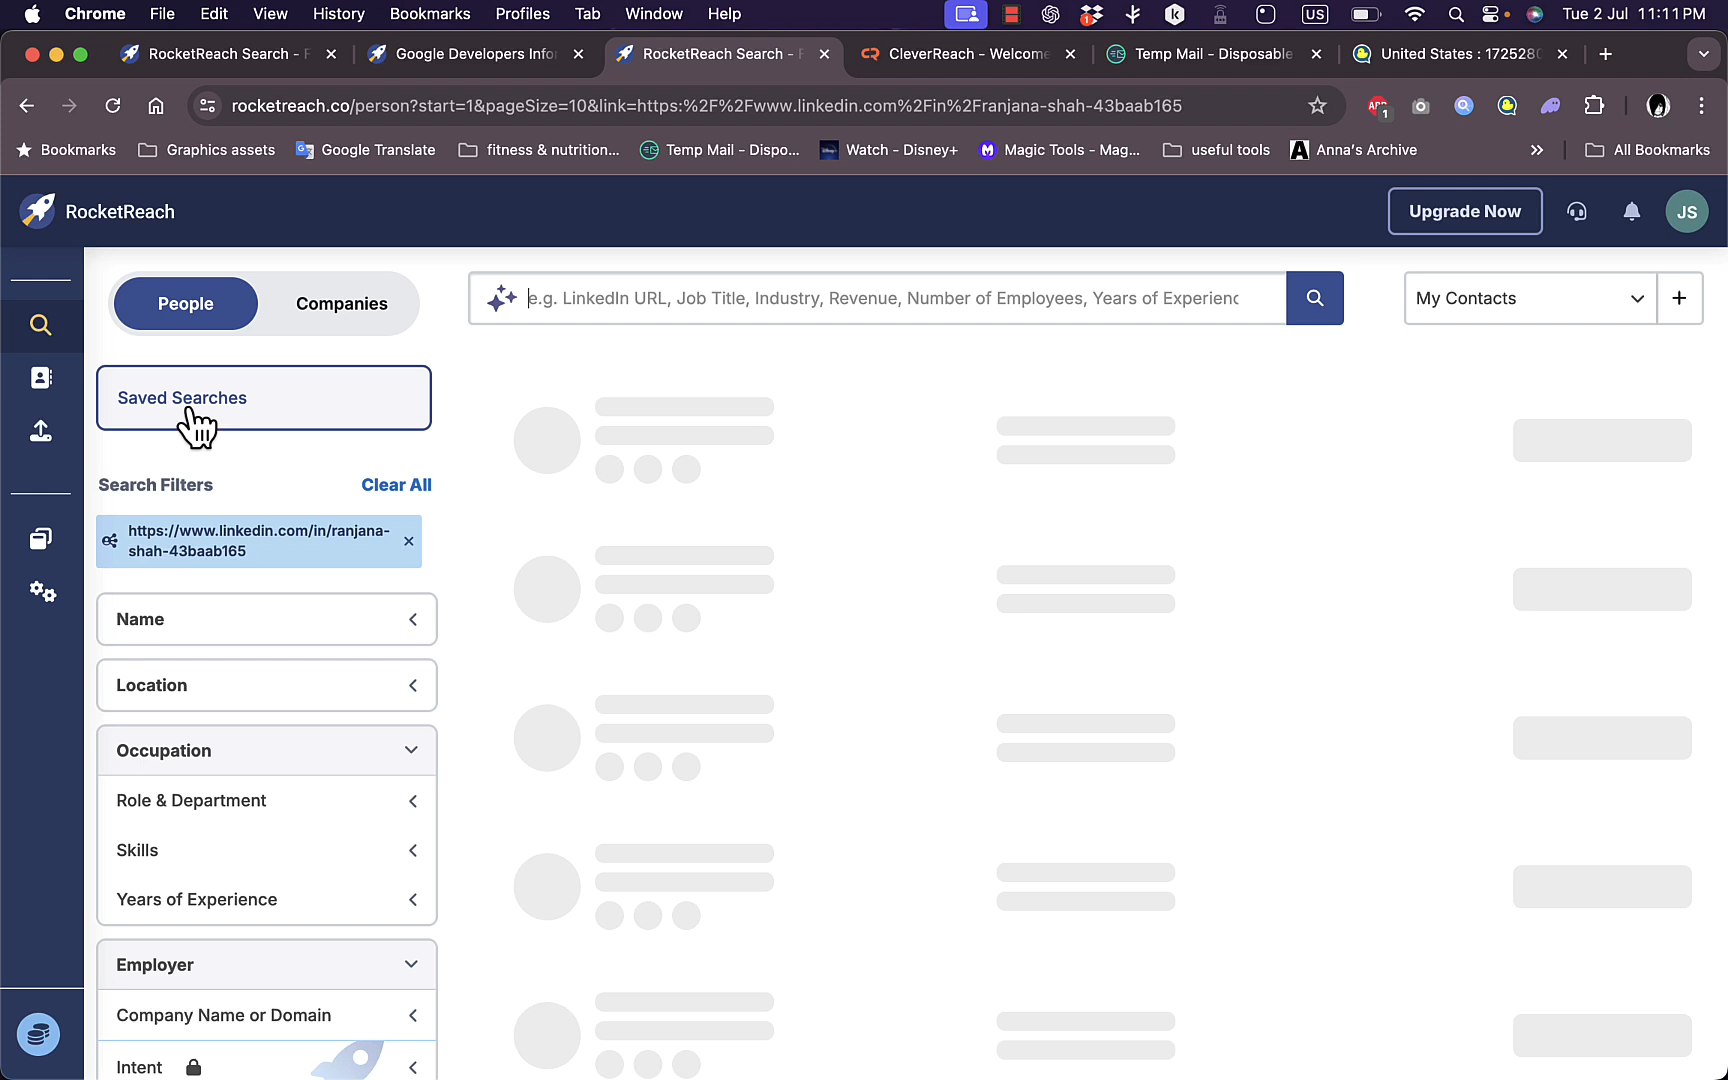 Chrome File Edit View History Bookmarks Profiles Tab Window Help
1 US Tue 2 Jul 11:11 PM
RocketReach Search - Google Developers Info RocketReach Search - CleverReach - Welcome Temp Mail - Disposable United States : 172528
rocketreach.co/person?start=1&pageSize=10&link=https:%2F%2Fwww.linkedin.com%2Fin%2Franjana-shah-43baab165
ABP 1
Bookmarks Graphics assets Google Translate fitness & nutrition... Temp Mail - Dispo... Watch - Disney+ Magic Tools - Mag... useful tools Anna's Archive » All Bookmarks
RocketReach Upgrade Now JS
People Companies
e.g. LinkedIn URL, Job Title, Industry, Revenue, Number of Employees, Years of Experienc
My Contacts +
Saved Searches
Search Filters Clear All
https://www.linkedin.com/in/ranjana-
shah-43baab165
Name
Location
Occupation
Role & Department
Skills
Years of Experience
Employer
Company Name or Domain
Intent